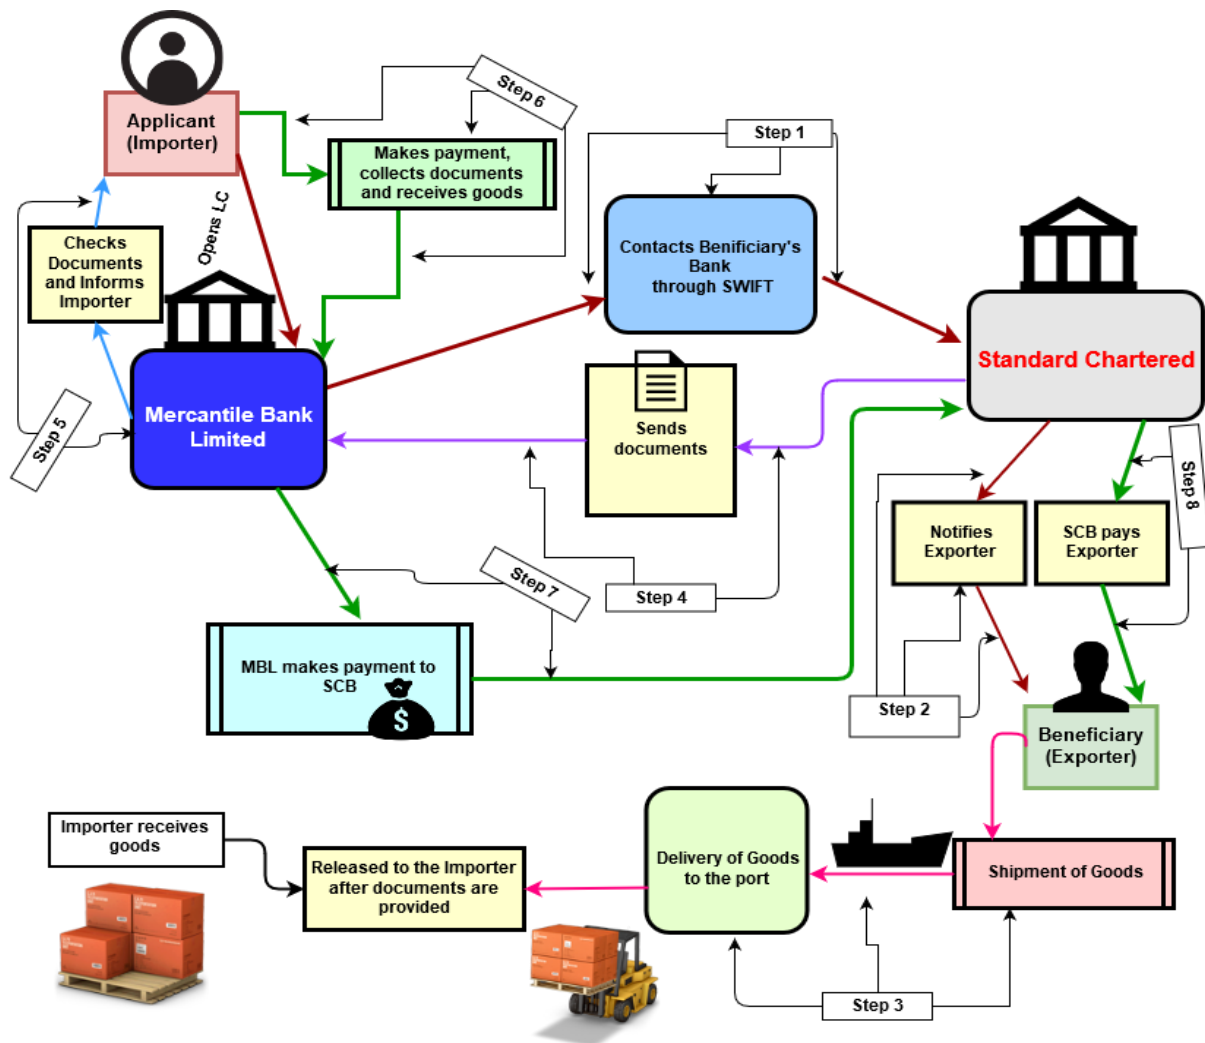 Applicant
(Importer)
Step 6
Makes payment,
collects documents
and receives goods
Step 1
Opens LC
Checks
Documents
and Informs
Importer
Contacts Benificiary's
Bank
through SWIFT
Standard Chartered
Mercantile Bank
Limited
Step 5
Sends
documents
Step 8
Notifies
Exporter
SCB pays
Exporter
Step 7
Step 4
MBL makes payment to
SCB
$
Step 2
Beneficiary
(Exporter)
Importer receives
goods
Released to the Importer
after documents are
provided
Delivery of Goods
to the port
Shipment of Goods
Step 3